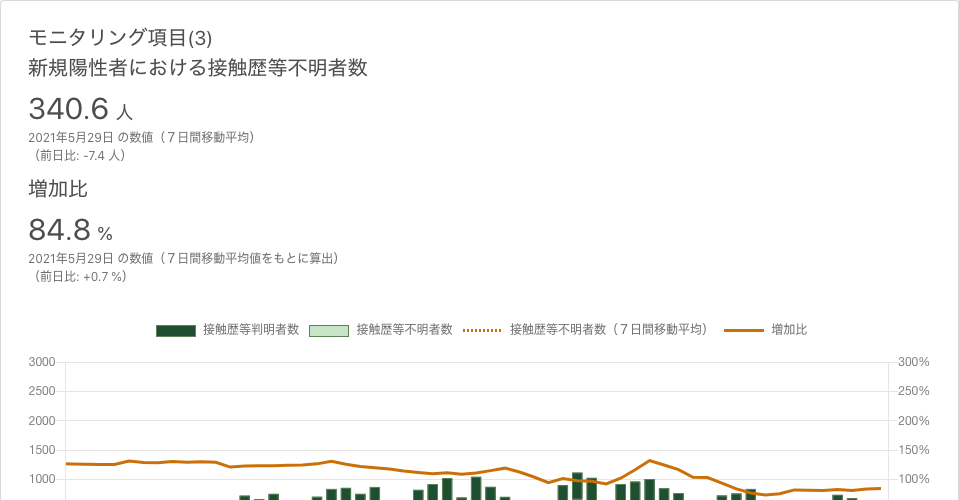 モニタリング項目(3)
新規陽性者における接触歴等不明者数
340.6 人
2021年5月29日 の数値（７日間移動平均）
（前日比: -7.4 人）
増加比
84.8 %
2021年5月29日 の数値（７日間移動平均値をもとに算出）
（前日比: +0.7 %）
接触歴等判明者数 接触歴等不明者数 接触歴等不明者数（７日間移動平均） 増加比
3000 300%
2500 250%
2000 200%
1500 150%
1000 100%